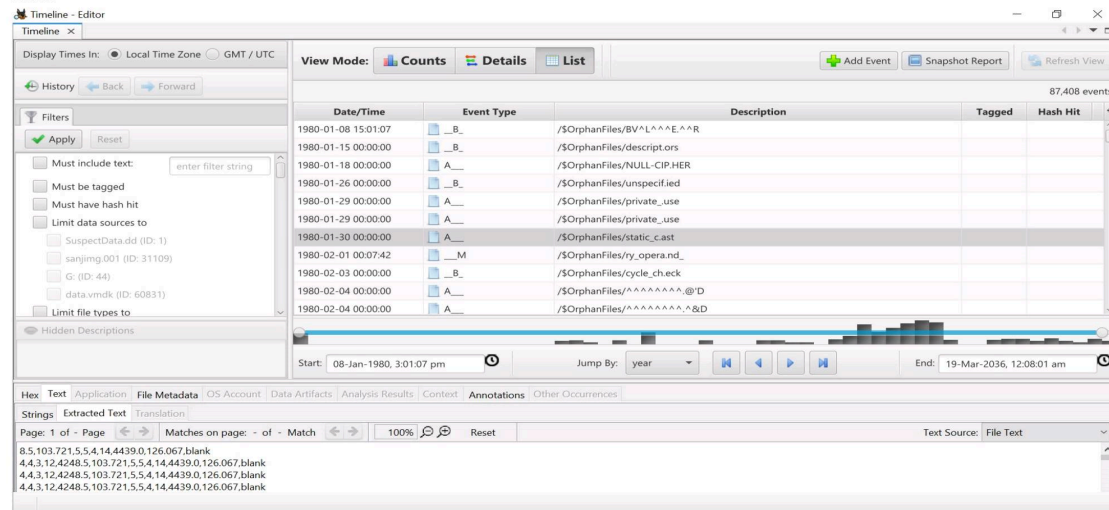 Timeline - Editor
Timeline ×
Display Times In: Local Time Zone GMT / UTC
History Back Forward
Filters
Apply Reset
Must include text: enter filter string
Must be tagged
Must have hash hit
Limit data sources to
SuspectData.dd (ID: 1)
sanjimg.001 (ID: 31109)
G: (ID: 44)
data.vmdk (ID: 60831)
Limit file types to
Hidden Descriptions
View Mode: Counts Details List Add Event Snapshot Report Refresh View
87,408 events
Date/Time Event Type Description Tagged Hash Hit
1980-01-08 15:01:07 __B_ /$OrphanFiles/BV^L^^^E.^^R
1980-01-15 00:00:00 __B_ /$OrphanFiles/descript.ors
1980-01-18 00:00:00 A___ /$OrphanFiles/NULL-CIP.HER
1980-01-26 00:00:00 __B_ /$OrphanFiles/unspecif.ied
1980-01-29 00:00:00 A___ /$OrphanFiles/private_.use
1980-01-29 00:00:00 A___ /$OrphanFiles/private_.use
1980-01-30 00:00:00 A___ /$OrphanFiles/static_c.ast
1980-02-01 00:07:42 ___M /$OrphanFiles/ry_opera.nd_
1980-02-03 00:00:00 __B_ /$OrphanFiles/cycle_ch.eck
1980-02-04 00:00:00 A___ /$OrphanFiles/^^^^^^^^.@'D
1980-02-04 00:00:00 A___ /$OrphanFiles/^^^^^^^^.^&D
Start: 08-Jan-1980, 3:01:07 pm Jump By: year End: 19-Mar-2036, 12:08:01 am
Hex Text Application File Metadata OS Account Data Artifacts Analysis Results Context Annotations Other Occurrences
Strings Extracted Text Translation
Page: 1 of - Page Matches on page: - of - Match 100% Reset Text Source: File Text
8.5,103.721,5,5,4,14,4439.0,126.067,blank
4,4,3,12,4248.5,103.721,5,5,4,14,4439.0,126.067,blank
4,4,3,12,4248.5,103.721,5,5,4,14,4439.0,126.067,blank
4,4,3,12,4248.5,103.721,5,5,4,14,4439.0,126.067,blank